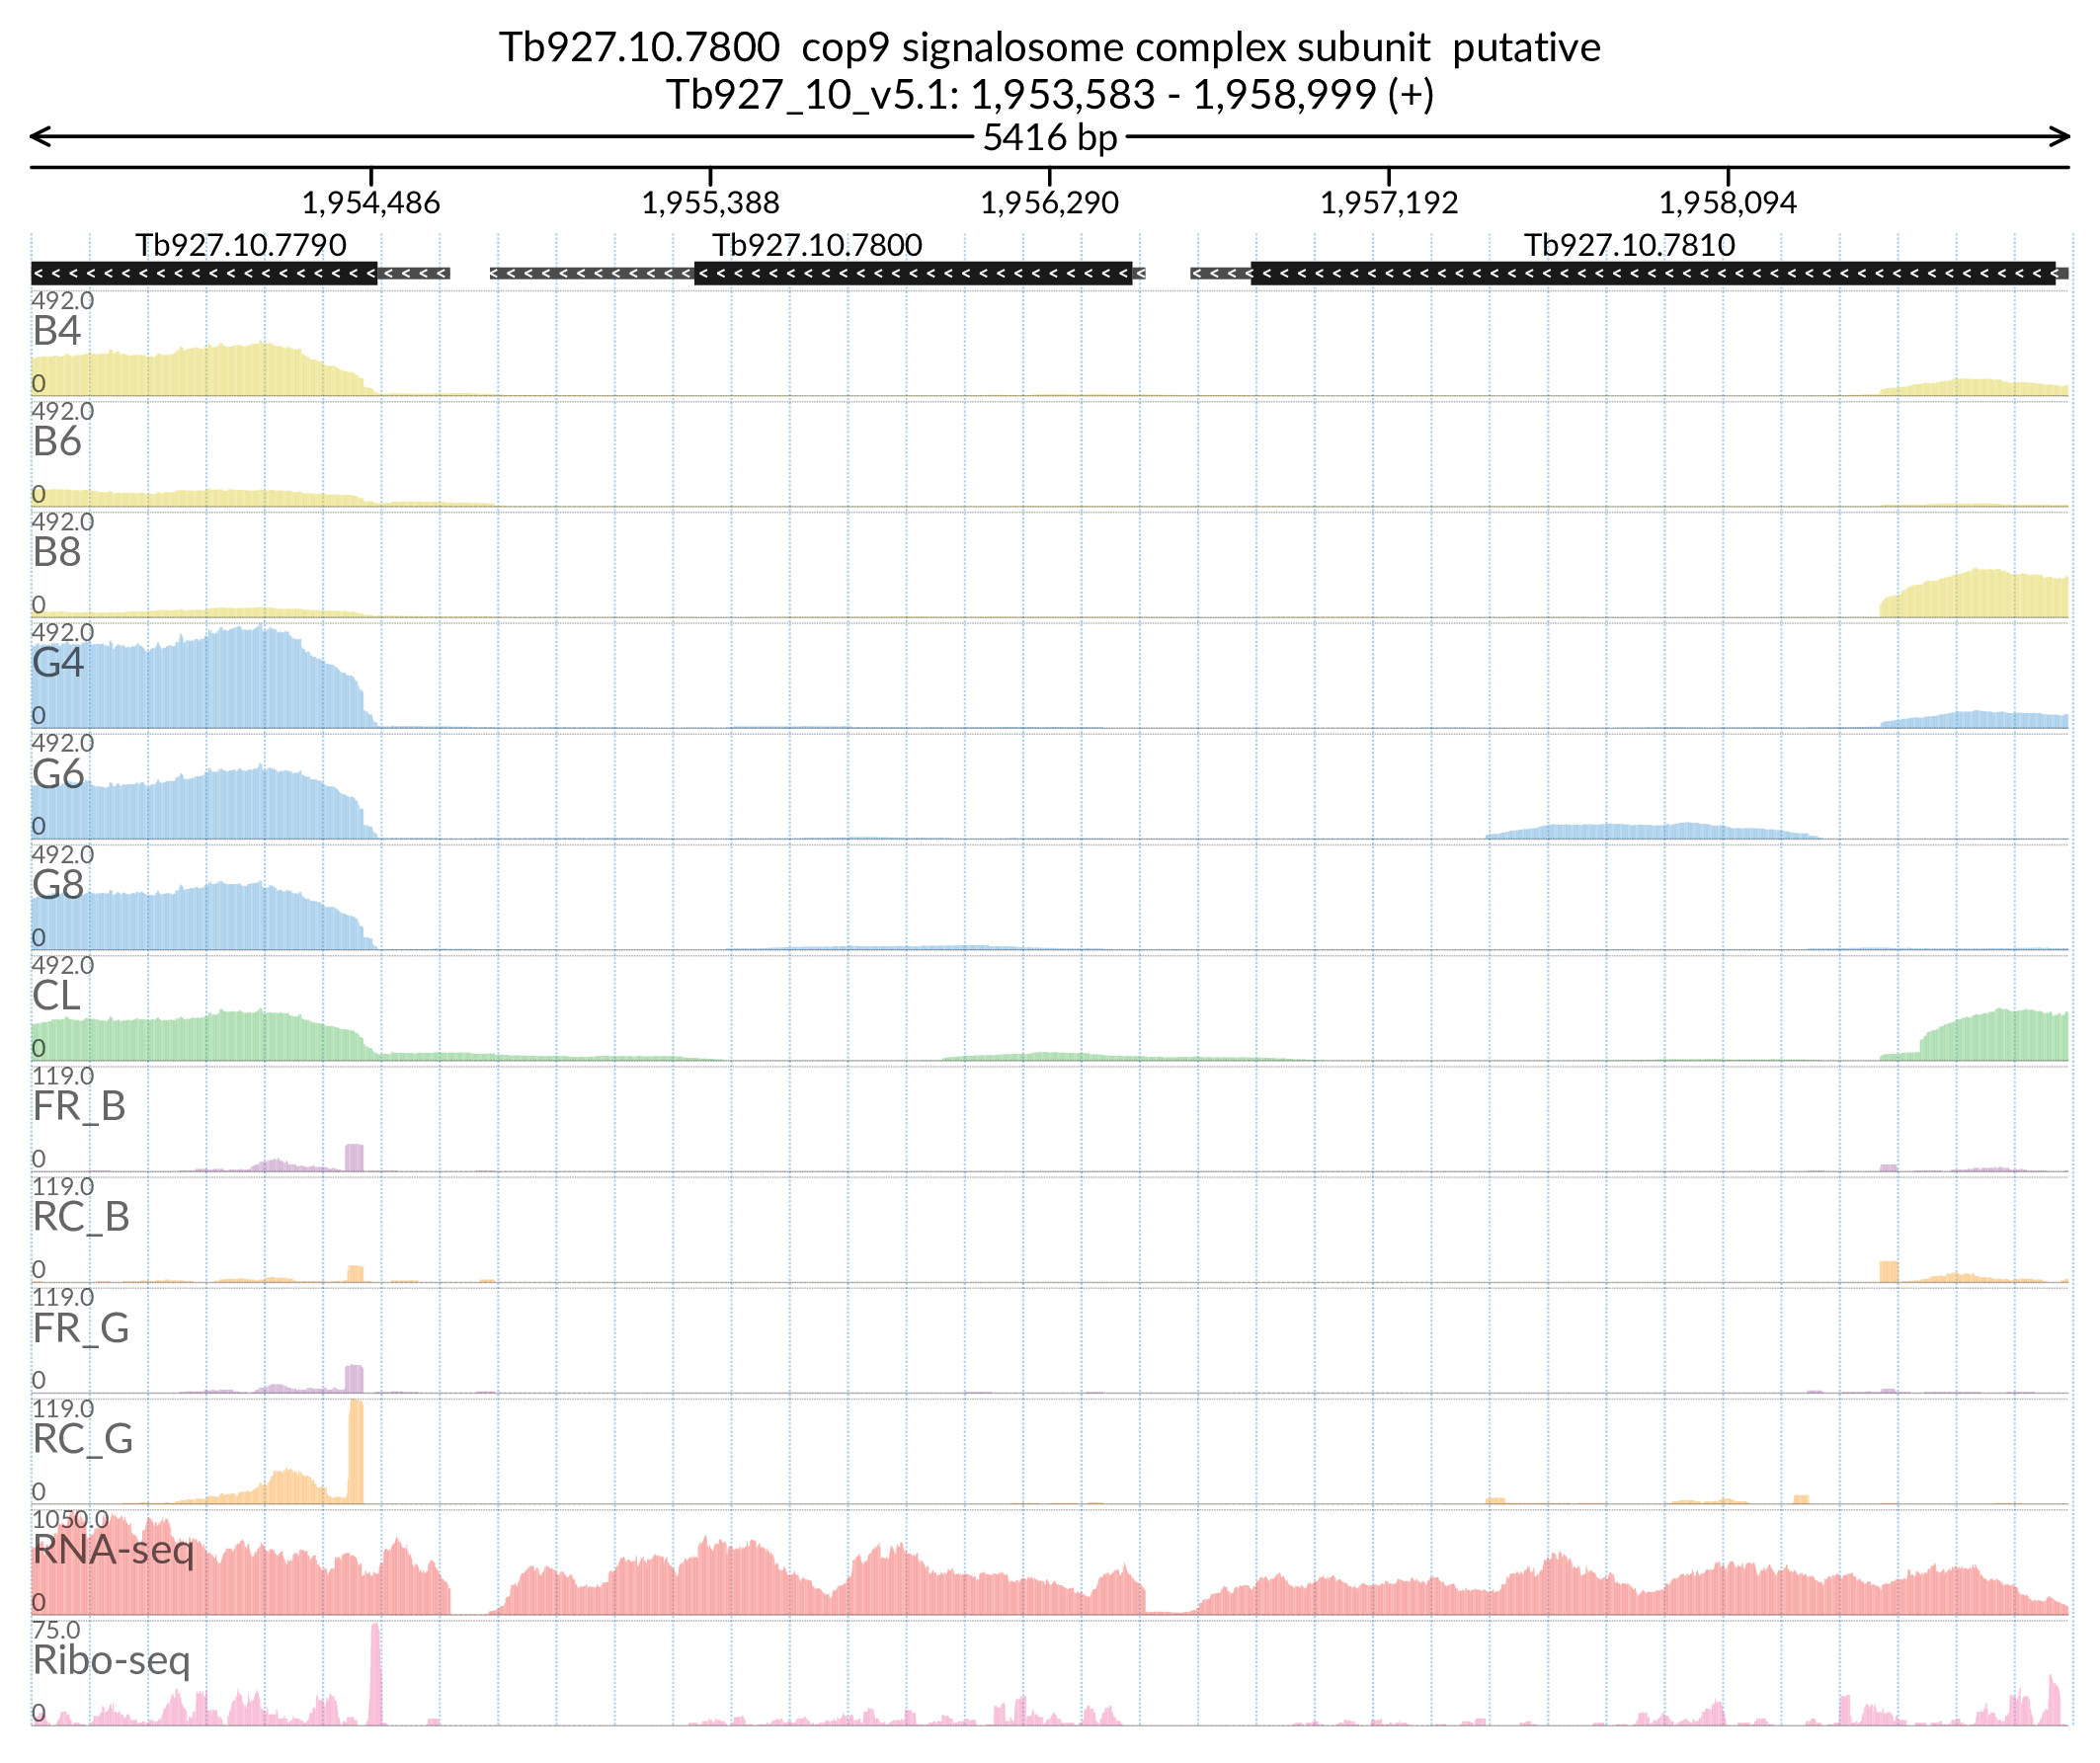 Tb927.10.7800 cop9 signalosome complex subunit putative
Tb927_10_v5.1: 1,953,583 - 1,958,999 (+)
5416 bp
1,954,486 1,955,388 1,956,290 1,957,192 1,958,094
Tb927.10.7790 Tb927.10.7800 Tb927.10.7810
492.0
B4
0
492.0
B6
0
492.0
B8
0
492.0
G4
0
492.0
G6
0
492.0
G8
0
492.0
CL
0
119.0
FR_B
0
119.0
RC_B
0
119.0
FR_G
0
119.0
RC_G
0
1050.0
RNA-seq
0
75.0
Ribo-seq
0